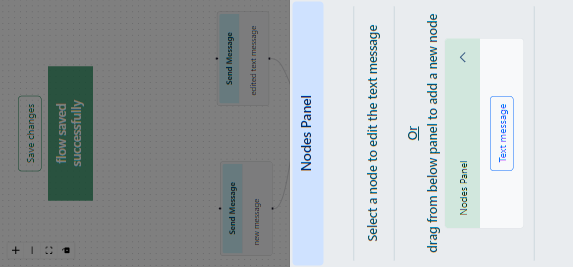 Save changes
flow saved
successfully
Send Message
edited text message
Send Message
new message
Nodes Panel
Select a node to edit the text message
Or
drag from below panel to add a new node
Nodes Panel
Text message